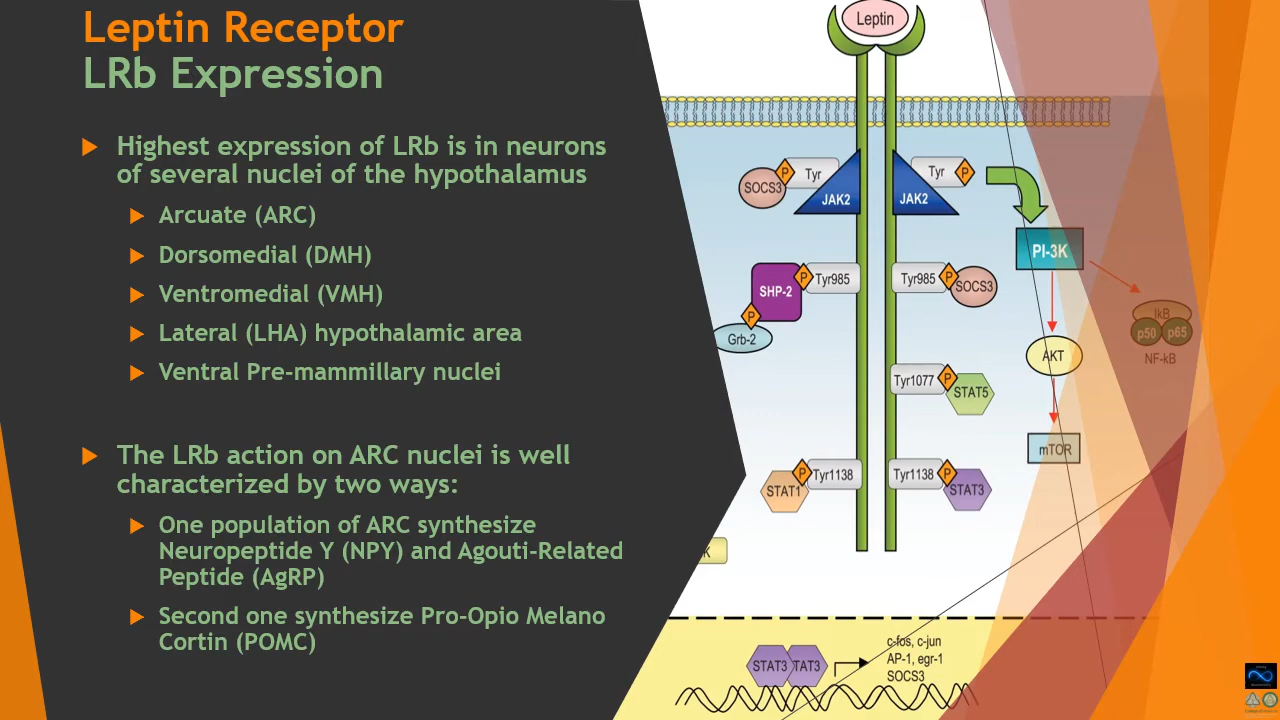 Leptin Receptor
LRb Expression
Highest expression of LRb is in neurons
of several nuclei of the hypothalamus
Arcuate (ARC)
Dorsomedial (DMH)
Ventromedial (VMH)
Lateral (LHA) hypothalamic area
Ventral Pre-mammillary nuclei
The LRb action on ARC nuclei is well
characterized by two ways:
One population of ARC synthesize
Neuropeptide Y (NPY) and Agouti-Related
Peptide (AgRP)
Second one synthesize Pro-Opio Melano
Cortin (POMC)
Leptin
SOCS3
P
Tyr
JAK2
JAK2
Tyr
P
PI-3K
SHP-2
P
Tyr985
P
Grb-2
Tyr985
P
SOCS3
IkB
p50
p65
NF-kB
AKT
Tyr1077
P
STAT5
mTOR
STAT1
P
Tyr1138
Tyr1138
P
STAT3
K
STAT3
TAT3
c-fos, c-jun
AP-1, egr-1
SOCS3